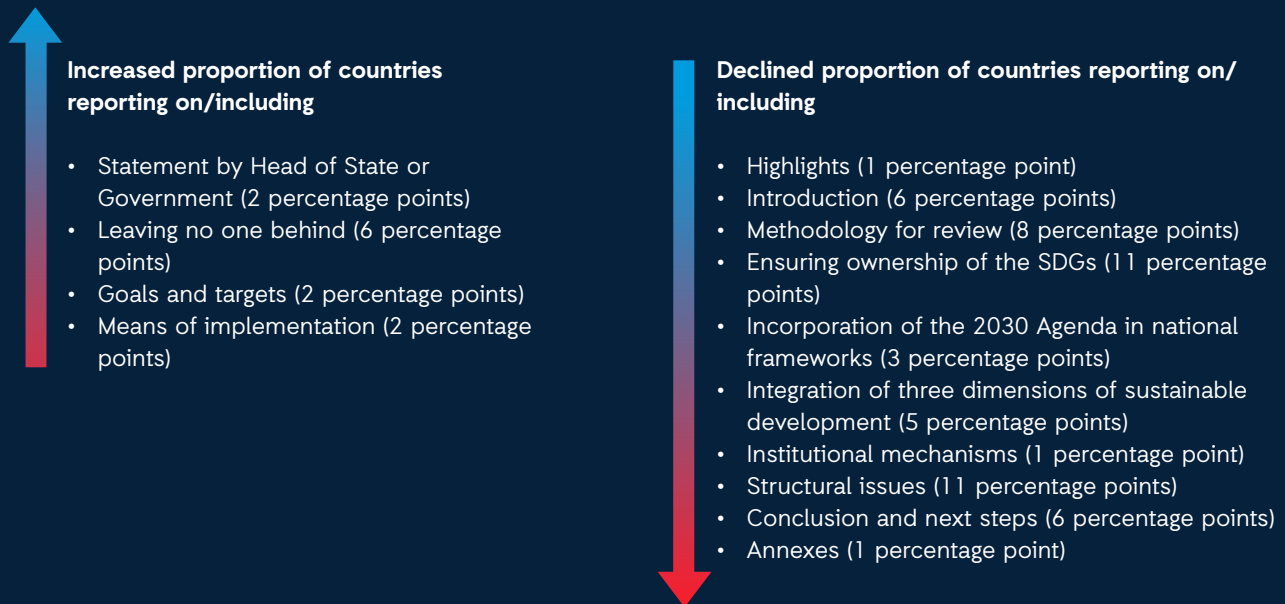 Increased proportion of countries
reporting on/including
• Statement by Head of State or
Government (2 percentage points)
• Leaving no one behind (6 percentage
points)
• Goals and targets (2 percentage points)
• Means of implementation (2 percentage
points)
Declined proportion of countries reporting on/
including
• Highlights (1 percentage point)
• Introduction (6 percentage points)
• Methodology for review (8 percentage points)
• Ensuring ownership of the SDGs (11 percentage
points)
• Incorporation of the 2030 Agenda in national
frameworks (3 percentage points)
• Integration of three dimensions of sustainable
development (5 percentage points)
• Institutional mechanisms (1 percentage point)
• Structural issues (11 percentage points)
• Conclusion and next steps (6 percentage points)
• Annexes (1 percentage point)